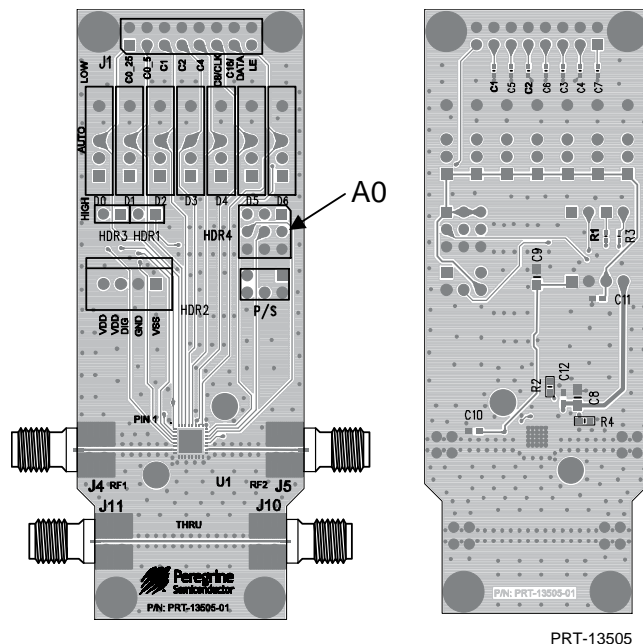 J1
LOW
C0_25
C0_5
C1
C2
C4
C8/CLK
C16/
DATA
LE
AUTO
HIGH
D0
D1
D2
D3
D4
D5
D6
A0
HDR3
HDR1
HDR4
HDR2
P/S
VDD
VDD
DIG
GND
VSS
PIN 1
J4
RF1
U1
RF2
J5
J11
THRU
J10
Peregrine
Semiconductor
P/N: PRT-13505-01
C1
C5
C2
C6
C3
C4
C7
R1
R3
C9
C11
R2
C12
C8
C10
R4
P/N: PRT-13505-01
PRT-13505